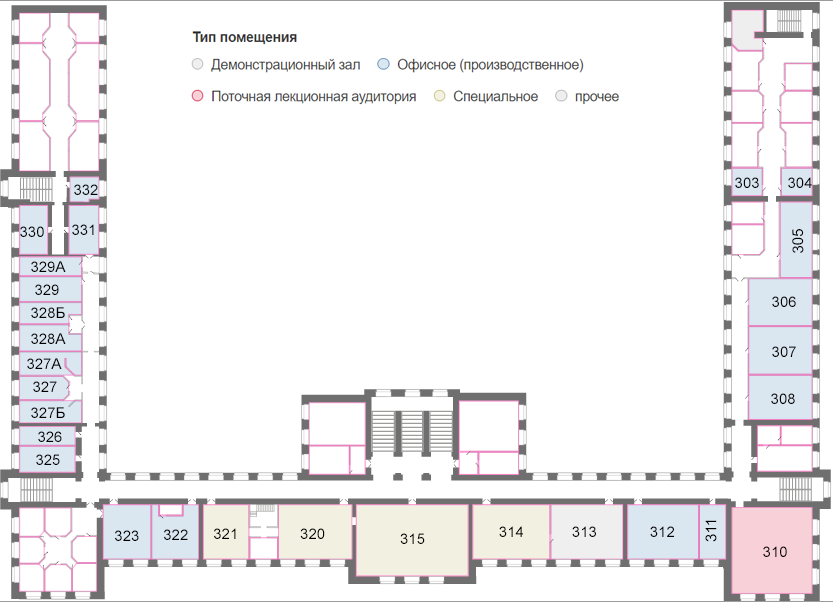 Тип помещения
Демонстрационный зал
Офисное (производственное)
Поточная лекционная аудитория
Специальное
прочее
332
303
304
330
331
305
329А
329
306
328Б
328А
307
327А
327
308
327Б
326
325
323
322
321
320
315
314
313
312
311
310